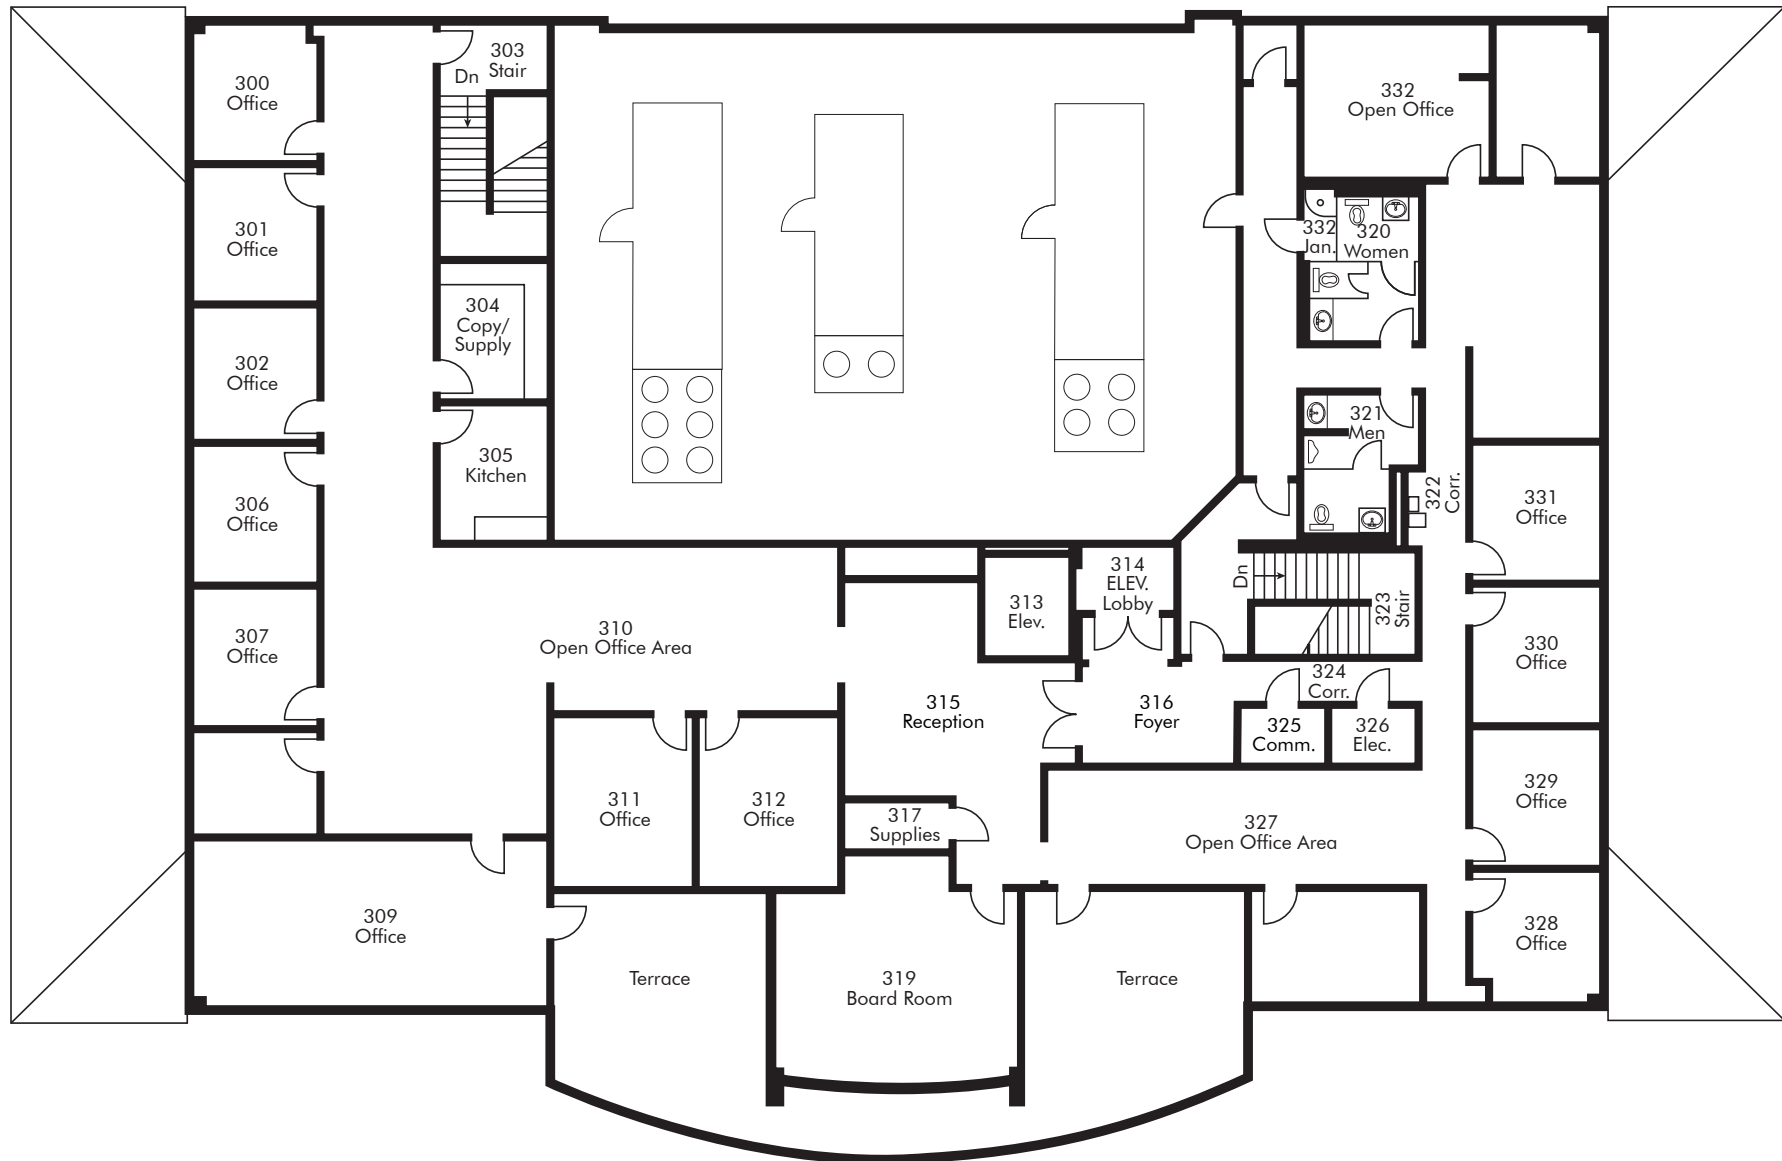 300
Office
303
Stair
Dn
332
Open Office
301
Office
332
Jan.
320
Women
304
Copy/
Supply
302
Office
321
Men
305
Kitchen
306
Office
322
Corr.
331
Office
314
ELEV.
Lobby
Dn
323
Stair
313
Elev.
307
Office
310
Open Office Area
330
Office
324
Corr.
315
Reception
316
Foyer
325
Comm.
326
Elec.
311
Office
312
Office
317
Supplies
327
Open Office Area
329
Office
309
Office
328
Office
Terrace
319
Board Room
Terrace